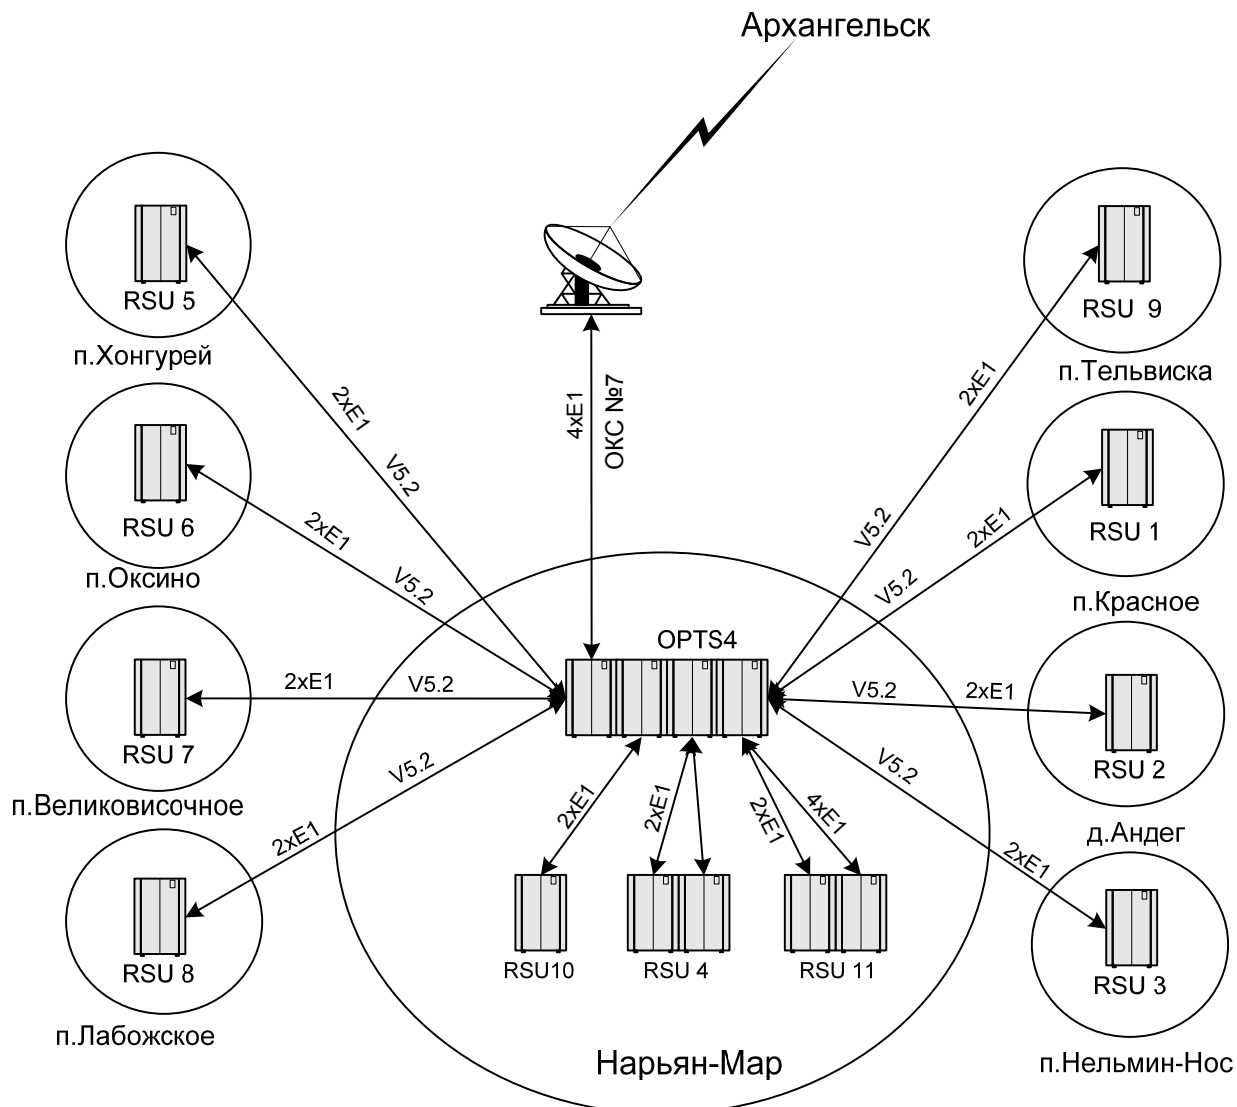 Архангельск
RSU 5
п.Хонгурей
RSU 9
п.Тельвиска
2xE1
V5.2
4xE1
ОКС №7
2xE1
V5.2
RSU 6
п.Оксино
2xE1
V5.2
RSU 1
п.Красное
2xE1
V5.2
OPTS4
RSU 7
п.Великовисочное
2xE1
V5.2
V5.2
2xE1
RSU 2
д.Андег
RSU 8
п.Лабожское
2xE1
V5.2
V5.2
2xE1
RSU 3
п.Нельмин-Нос
2xE1
2xE1
2xE1
4xE1
RSU10
RSU 4
RSU 11
Нарьян-Мар